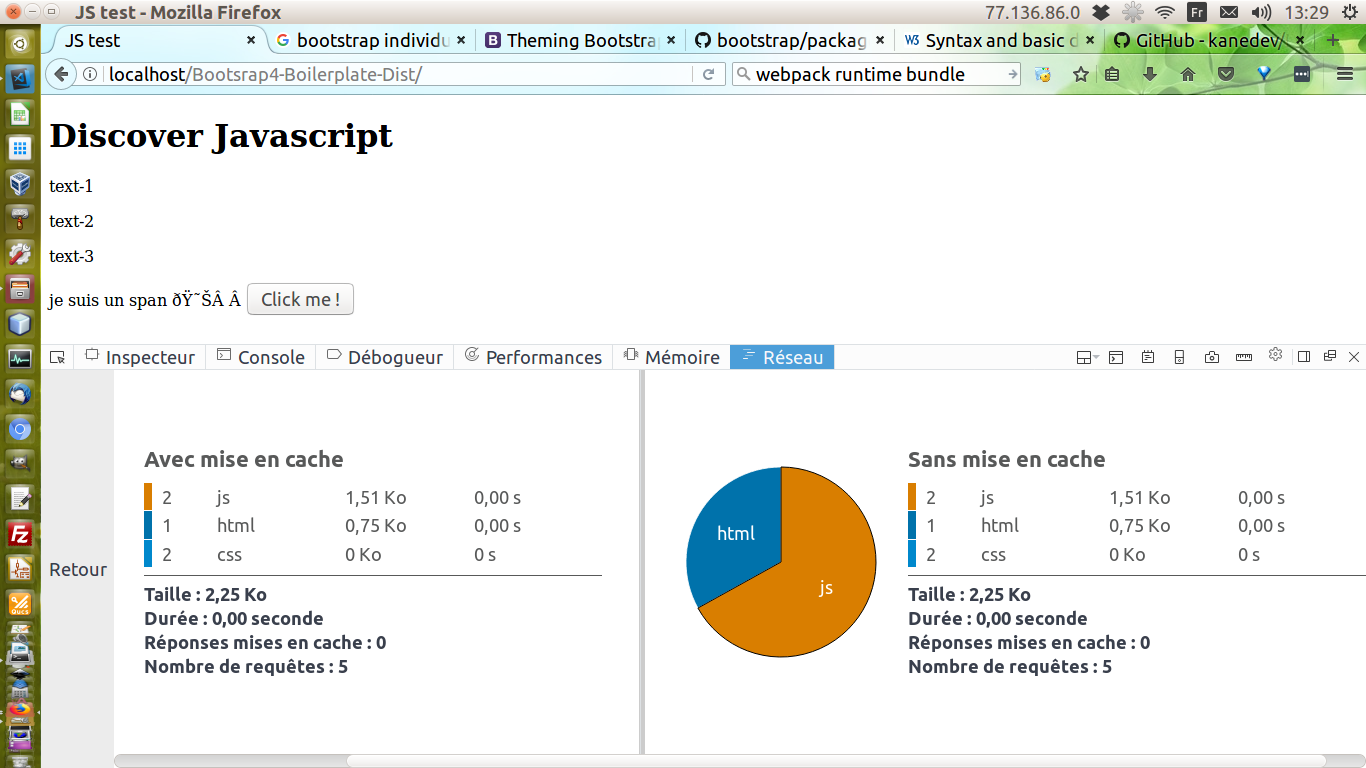 JS test - Mozilla Firefox
77.136.86.0 Fr 13:29
JS test
bootstrap individu
Theming Bootstra
bootstrap/packag
Syntax and basic d
GitHub - kanedev/
localhost/Bootsrap4-Boilerplate-Dist/
webpack runtime bundle
Discover Javascript
text-1
text-2
text-3
je suis un span ðŸ˜ŠÂ Â Click me !
Inspecteur Console Débogueur Performances Mémoire Réseau
Retour
Avec mise en cache
2 js 1,51 Ko 0,00 s
1 html 0,75 Ko 0,00 s
2 css 0 Ko 0 s
Taille : 2,25 Ko
Durée : 0,00 seconde
Réponses mises en cache : 0
Nombre de requêtes : 5
html
js
Sans mise en cache
2 js 1,51 Ko 0,00 s
1 html 0,75 Ko 0,00 s
2 css 0 Ko 0 s
Taille : 2,25 Ko
Durée : 0,00 seconde
Réponses mises en cache : 0
Nombre de requêtes : 5